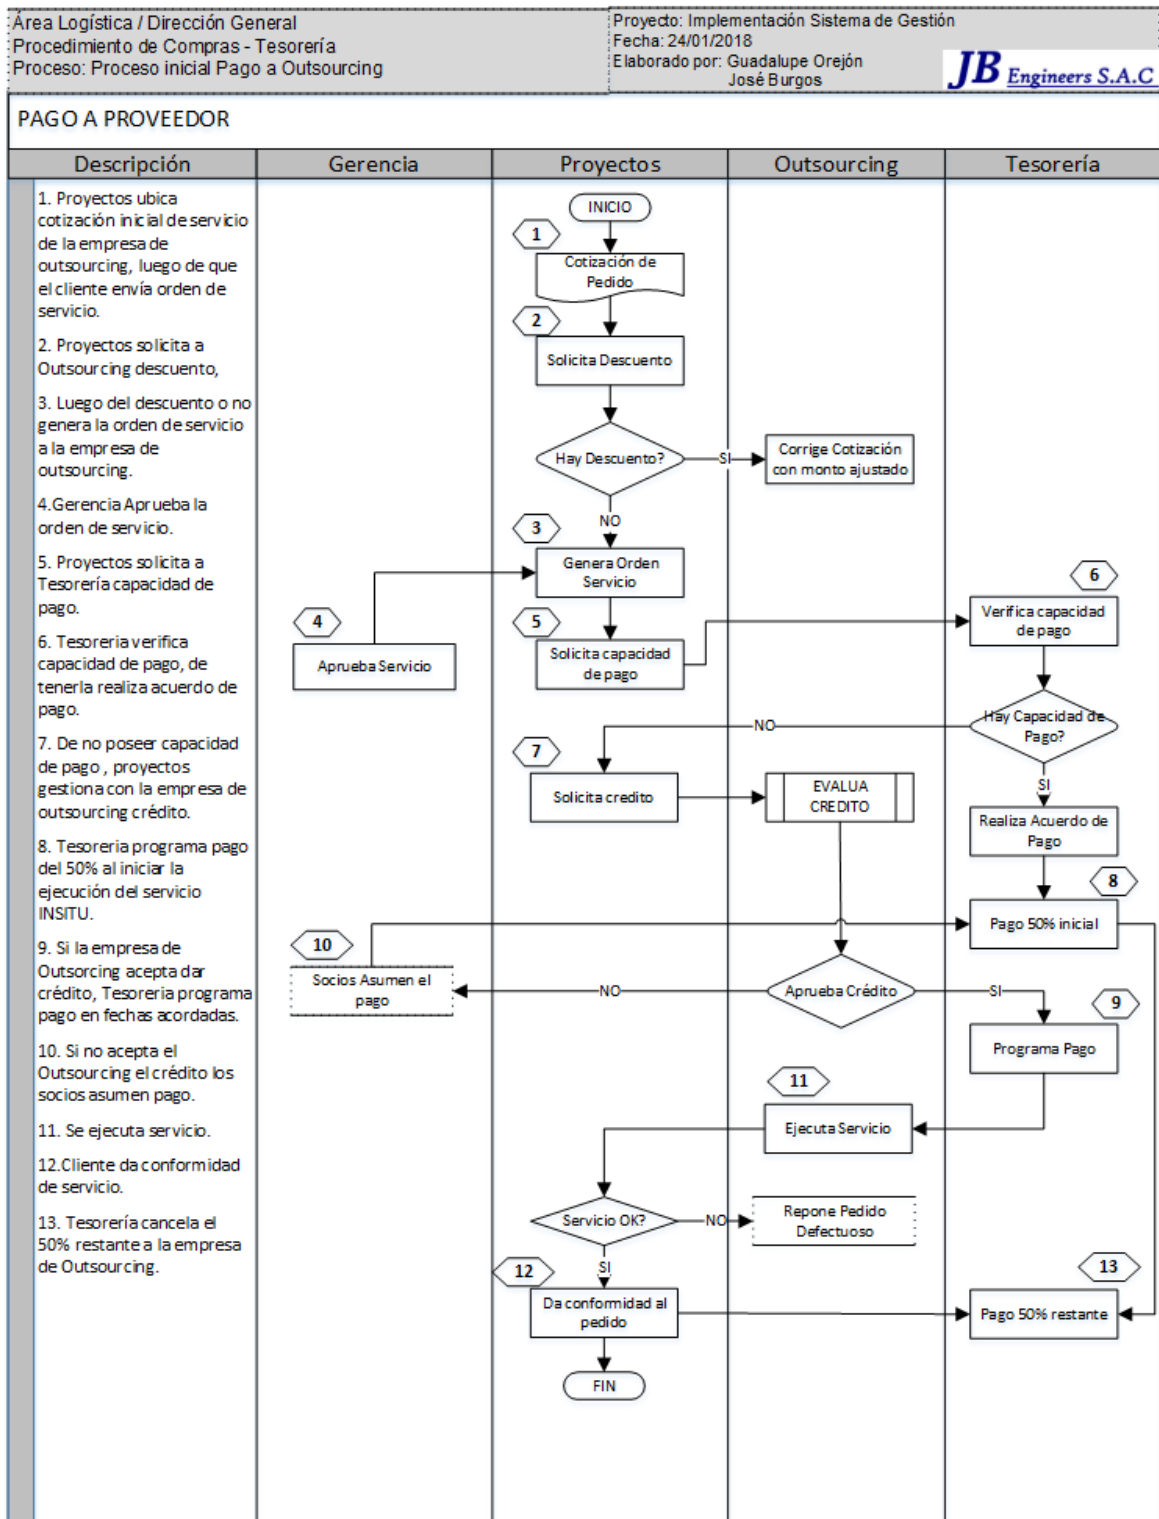 Área Logística / Dirección General
Procedimiento de Compras - Tesorería
Proceso: Proceso inicial Pago a Outsourcing
Proyecto: Implementación Sistema de Gestión
Fecha: 24/01/2018
Elaborado por: Guadalupe Orejón
José Burgos
JB Engineers S.A.C
PAGO A PROVEEDOR
Descripción
Gerencia
Proyectos
Outsourcing
Tesorería
1. Proyectos ubica
cotización inicial de servicio
de la empresa de
outsourcing, luego de que
el cliente envía orden de
servicio.
2. Proyectos solicita a
Outsourcing descuento,
3. Luego del descuento o no
genera la orden de servicio
a la empresa de
outsourcing.
4.Gerencia Aprueba la
orden de servicio.
5. Proyectos solicita a
Tesorería capacidad de
pago.
6. Tesoreria verifica
capacidad de pago, de
tenerla realiza acuerdo de
pago.
7. De no poseer capacidad
de pago , proyectos
gestiona con la empresa de
outsourcing crédito.
8. Tesoreria programa pago
del 50% al iniciar la
ejecución del servicio
INSITU.
9. Si la empresa de
Outsorcing acepta dar
crédito, Tesoreria programa
pago en fechas acordadas.
10. Si no acepta el
Outsourcing el crédito los
socios asumen pago.
11. Se ejecuta servicio.
12.Cliente da conformidad
de servicio.
13. Tesorería cancela el
50% restante a la empresa
de Outsourcing.
INICIO
1
Cotización de
Pedido
2
Solicita Descuento
Hay Descuento?
SI
Corrige Cotización
con monto ajustado
NO
3
Genera Orden
Servicio
4
Aprueba Servicio
5
Solicita capacidad
de pago
6
Verifica capacidad
de pago
Hay Capacidad de
Pago?
NO
SI
7
Solicita credito
EVALUA
CREDITO
Realiza Acuerdo de
Pago
8
Pago 50% inicial
10
Socios Asumen el
pago
NO
Aprueba Crédito
SI
9
Programa Pago
11
Ejecuta Servicio
Servicio OK?
NO
Repone Pedido
Defectuoso
SI
12
Da conformidad al
pedido
13
Pago 50% restante
FIN